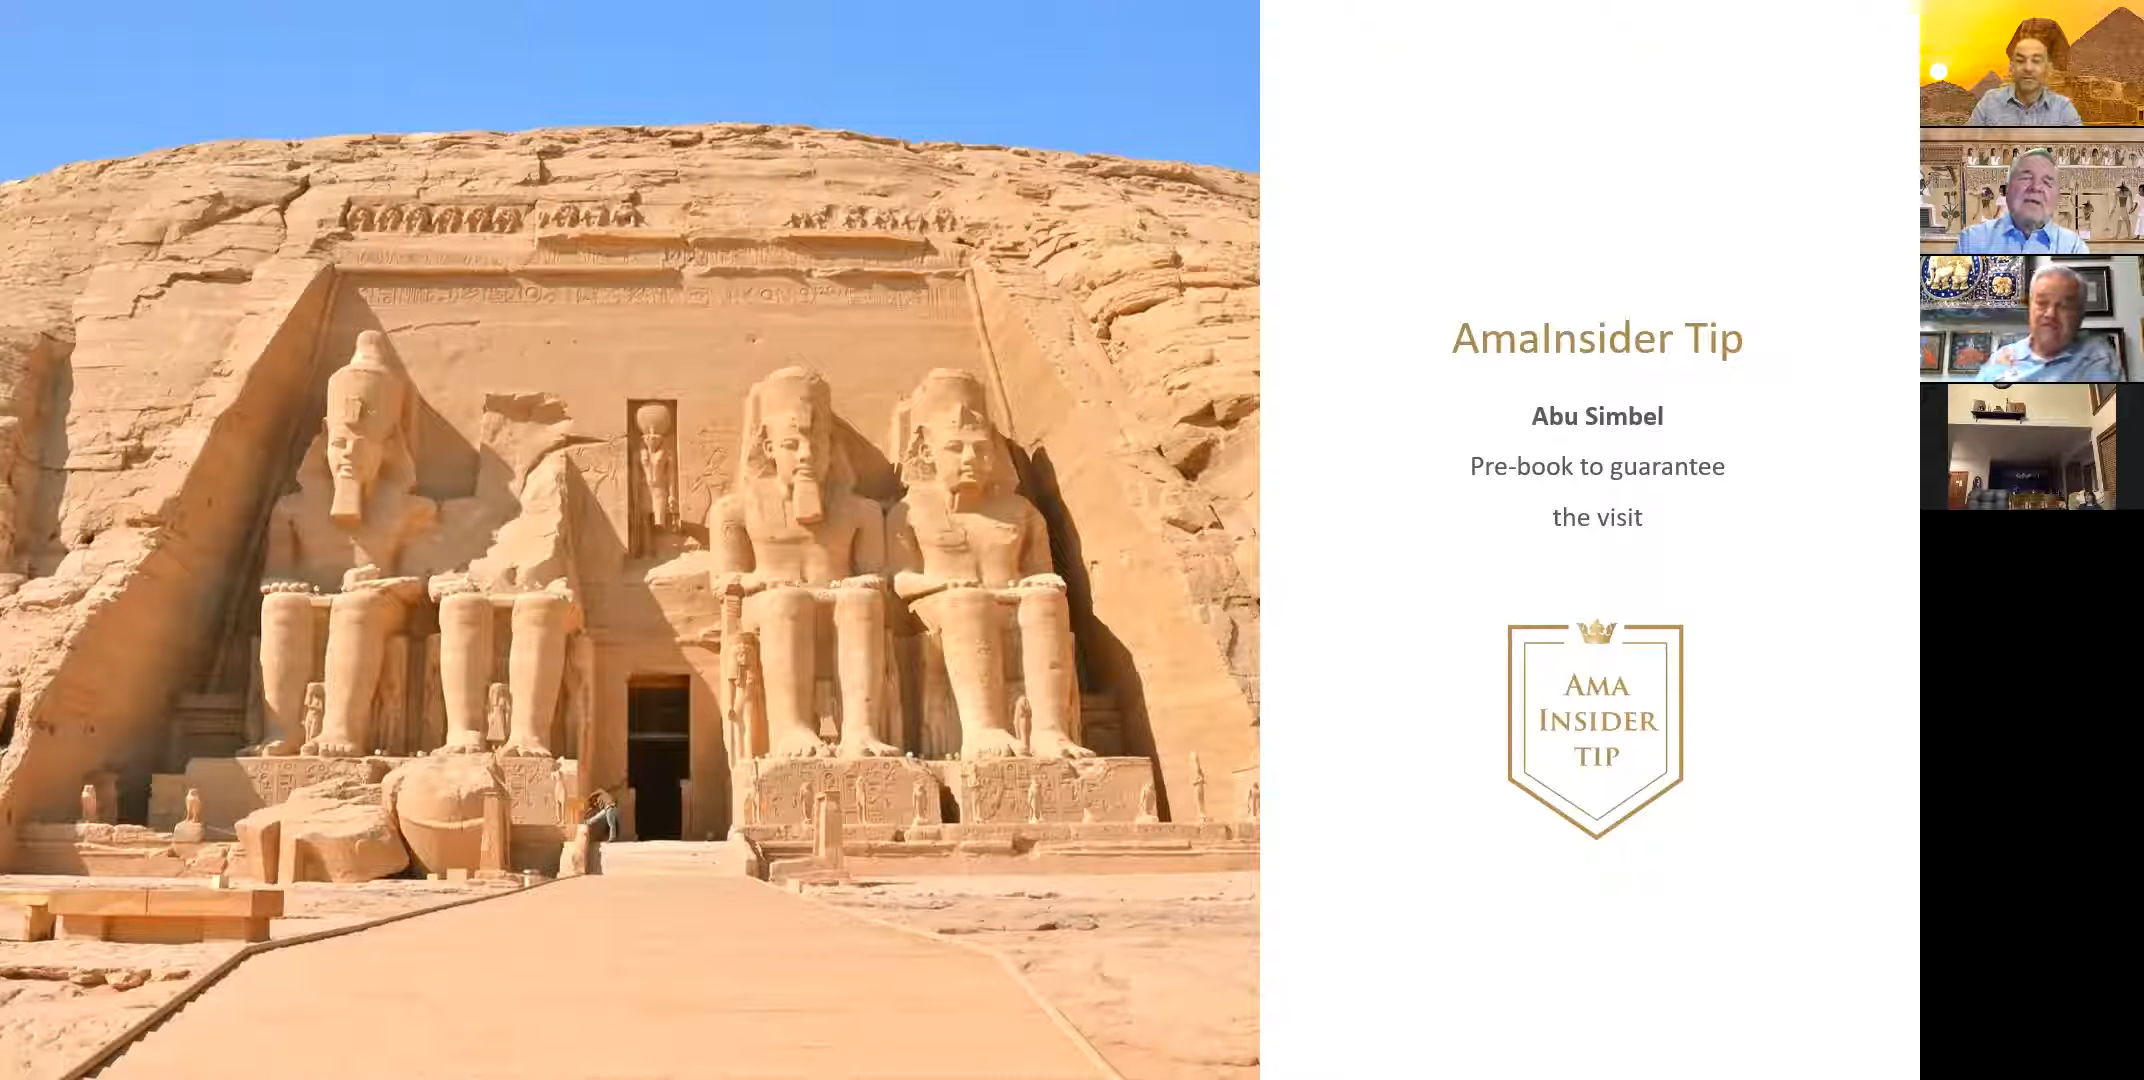 AmaInsider Tip
Abu Simbel
Pre-book to guarantee
the visit
AMA
INSIDER
TIP